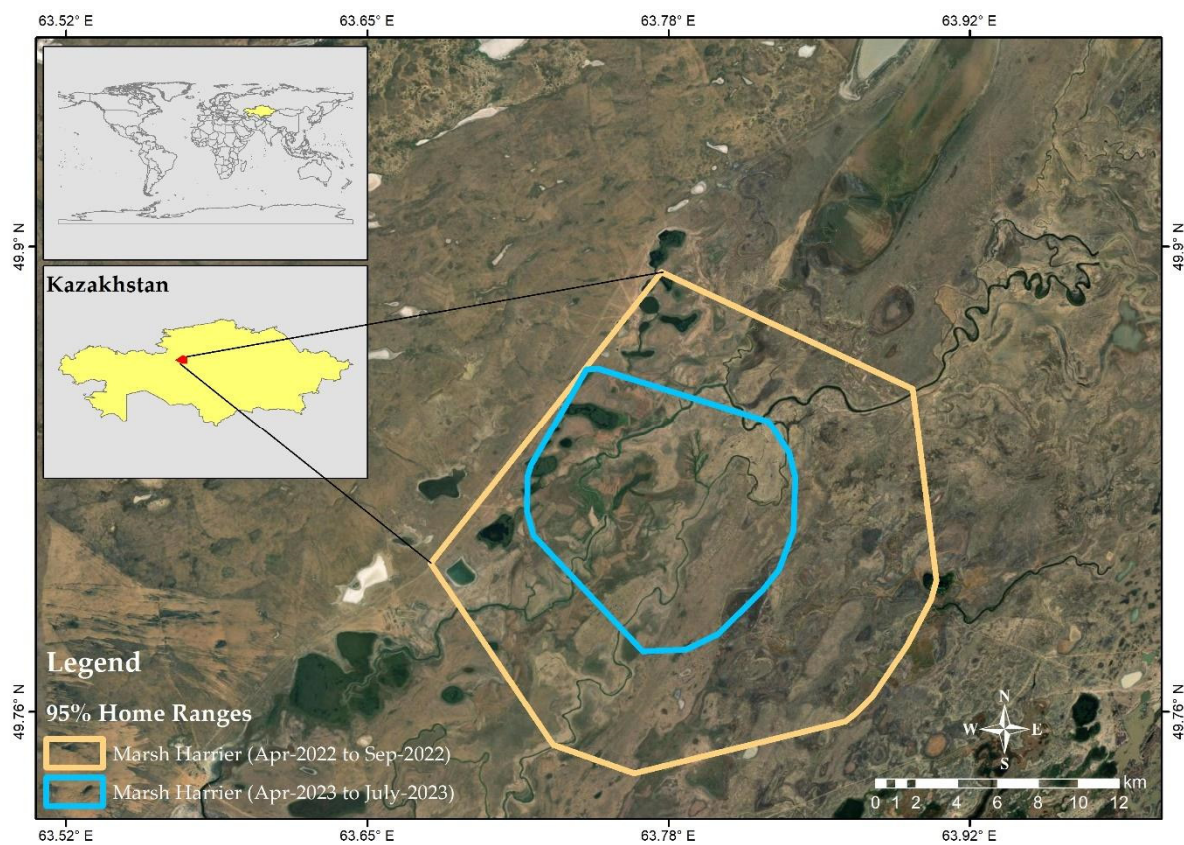 63.52° E 63.65° E 63.78° E 63.92° E
49.9° N 49.9° N
Kazakhstan
Legend
95% Home Ranges
49.76° N 49.76° N
Marsh Harrier (Apr-2022 to Sep-2022)
Marsh Harrier (Apr-2023 to July-2023)
N
W E
S
km
0 1 2 4 6 8 10 12
63.52° E 63.65° E 63.78° E 63.92° E